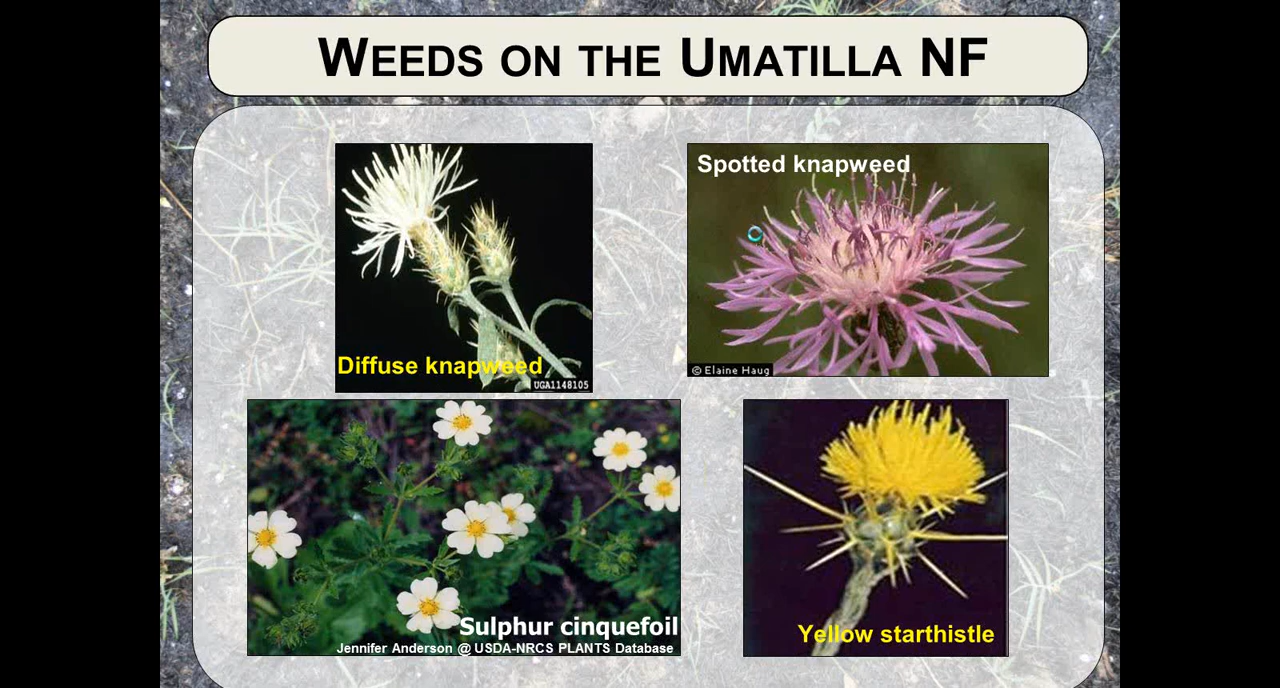 WEEDS ON THE UMATILLA NF
Spotted knapweed
Diffuse knapweed
UGA1148105
© Elaine Haug
Sulphur cinquefoil
Jennifer Anderson @ USDA-NRCS PLANTS Database
Yellow starthistle